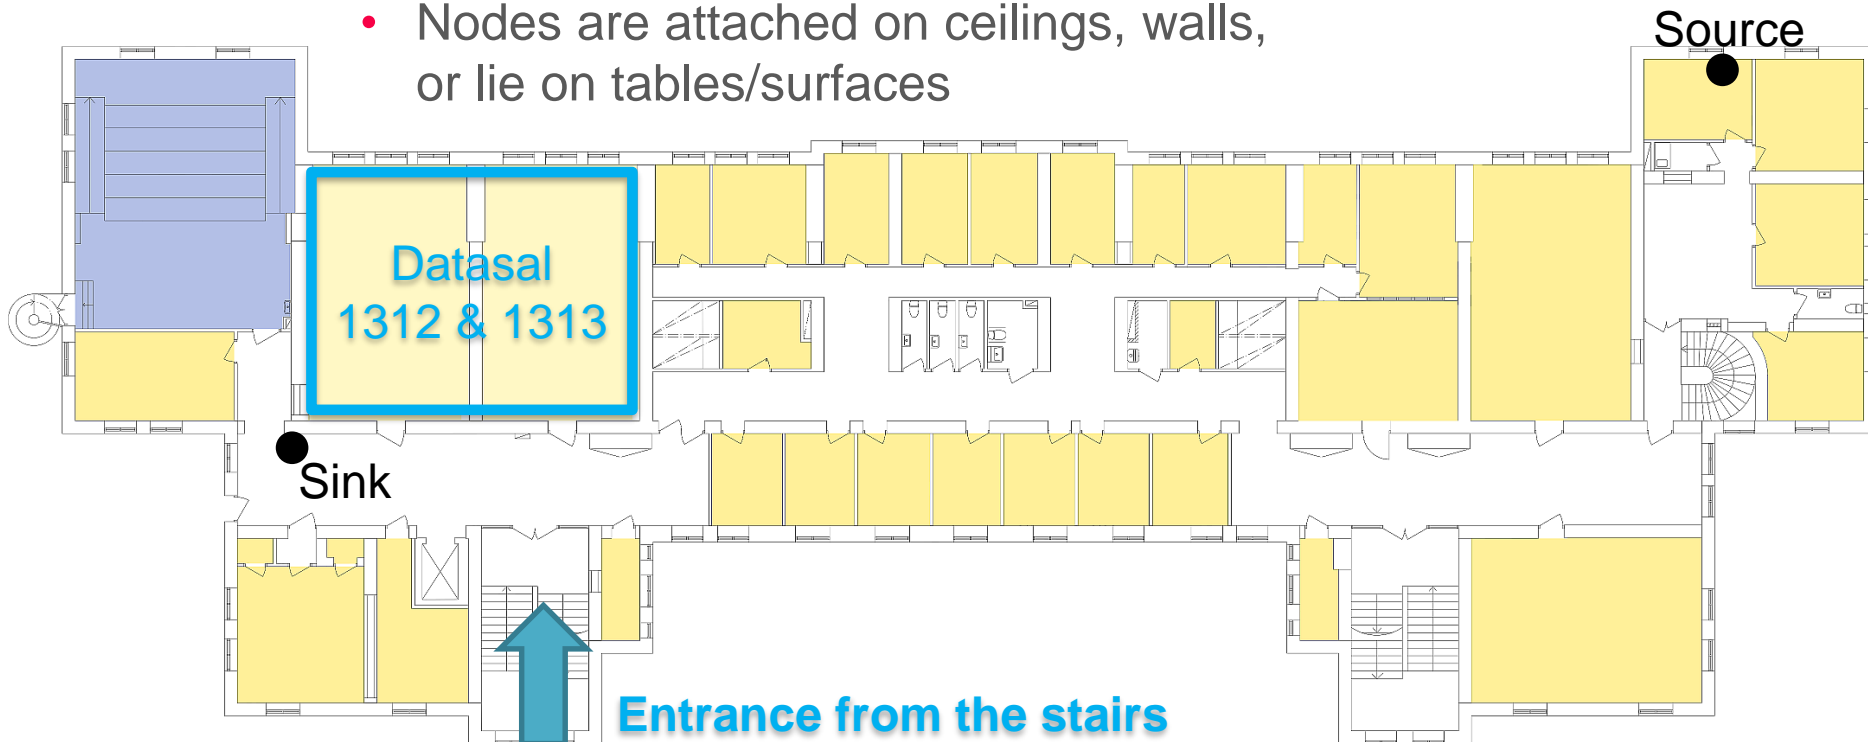 • Nodes are attached on ceilings, walls,
or lie on tables/surfaces
Source
Datasal
1312 & 1313
Sink
Entrance from the stairs